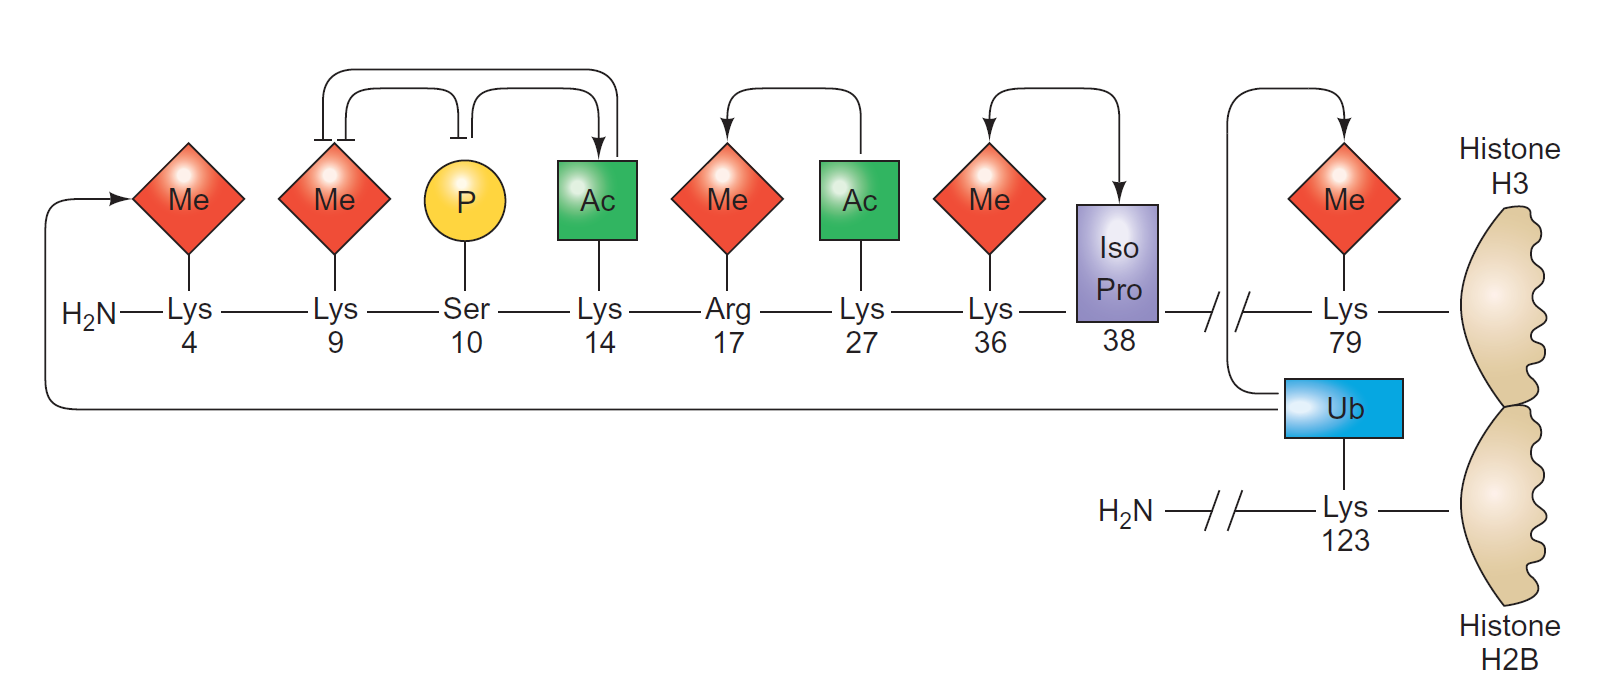 Histone
H3
Me Me P Ac Me Ac Me Iso Pro Me
H₂N Lys Lys Ser Lys Arg Lys Lys Lys
4 9 10 14 17 27 36 38 79
Ub
H₂N Lys
123
Histone
H2B